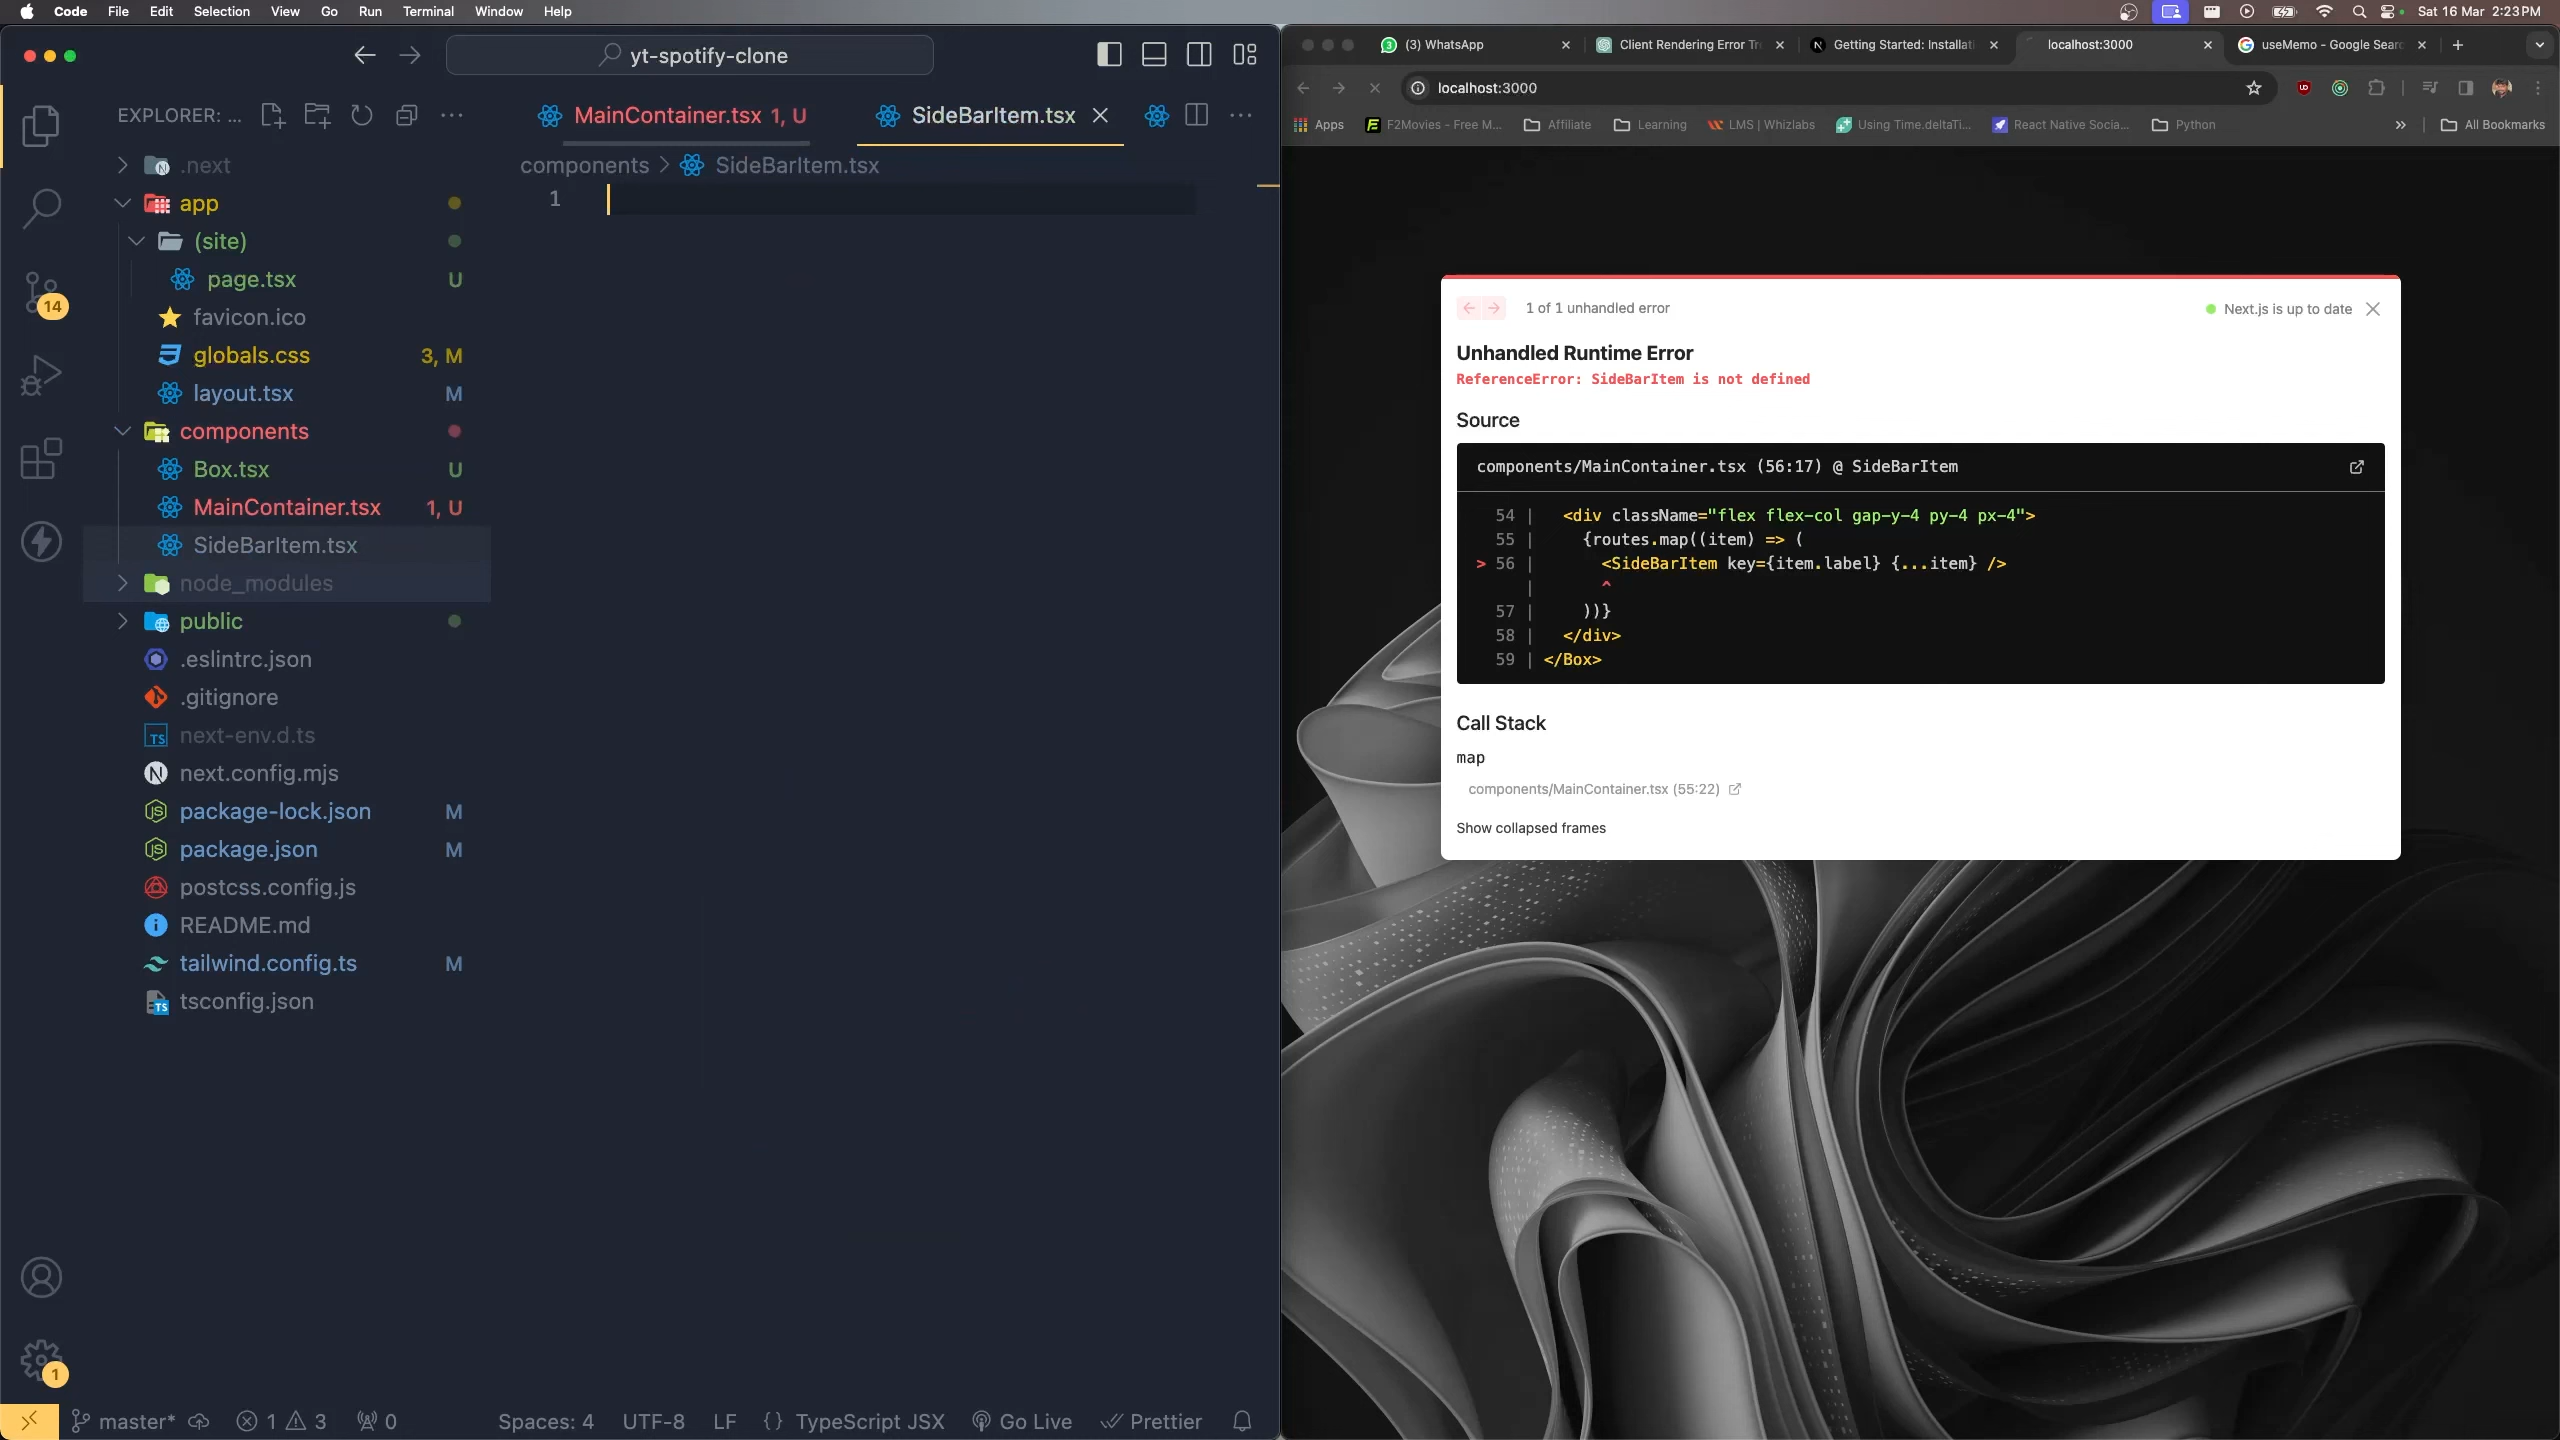 Code File Edit Selection View Go Run Terminal Window Help
Sat 16 Mar 2:23 PM
yt-spotify-clone
EXPLORER: ...
.next
app
(site)
page.tsx U
favicon.ico
globals.css 3, M
layout.tsx M
components
Box.tsx U
MainContainer.tsx 1, U
SideBarItem.tsx
node_modules
public
.eslintrc.json
.gitignore
next-env.d.ts
next.config.mjs
package-lock.json M
package.json M
postcss.config.js
README.md
tailwind.config.ts M
tsconfig.json
14
1
MainContainer.tsx 1, U
SideBarItem.tsx
components > SideBarItem.tsx
1
master* 1 3 0
Spaces: 4 UTF-8 LF {} TypeScript JSX Go Live Prettier
(3) WhatsApp
Client Rendering Error Tr
Getting Started: Installati
localhost:3000
useMemo - Google Searc
localhost:3000
Apps
F2Movies - Free M...
Affiliate
Learning
LMS | Whizlabs
Using Time.deltaTi...
React Native Socia...
Python
»
All Bookmarks
1 of 1 unhandled error
Next.js is up to date
Unhandled Runtime Error
ReferenceError: SideBarItem is not defined
Source
components/MainContainer.tsx (56:17) @ SideBarItem
54 | <div className="flex flex-col gap-y-4 py-4 px-4">
55 | {routes.map((item) => (
> 56 | <SideBarItem key={item.label} {...item} />
| ^
57 | ))}
58 | </div>
59 | </Box>
Call Stack
map
components/MainContainer.tsx (55:22)
Show collapsed frames